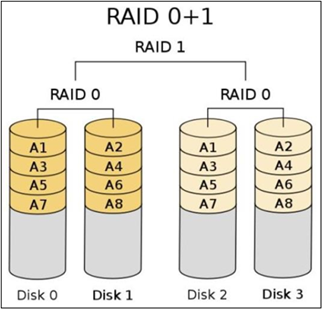 RAID 0+1
RAID 1
RAID 0 RAID 0
A1 A2 A1 A2
A3 A4 A3 A4
A5 A6 A5 A6
A7 A8 A7 A8
Disk 0 Disk 1 Disk 2 Disk 3